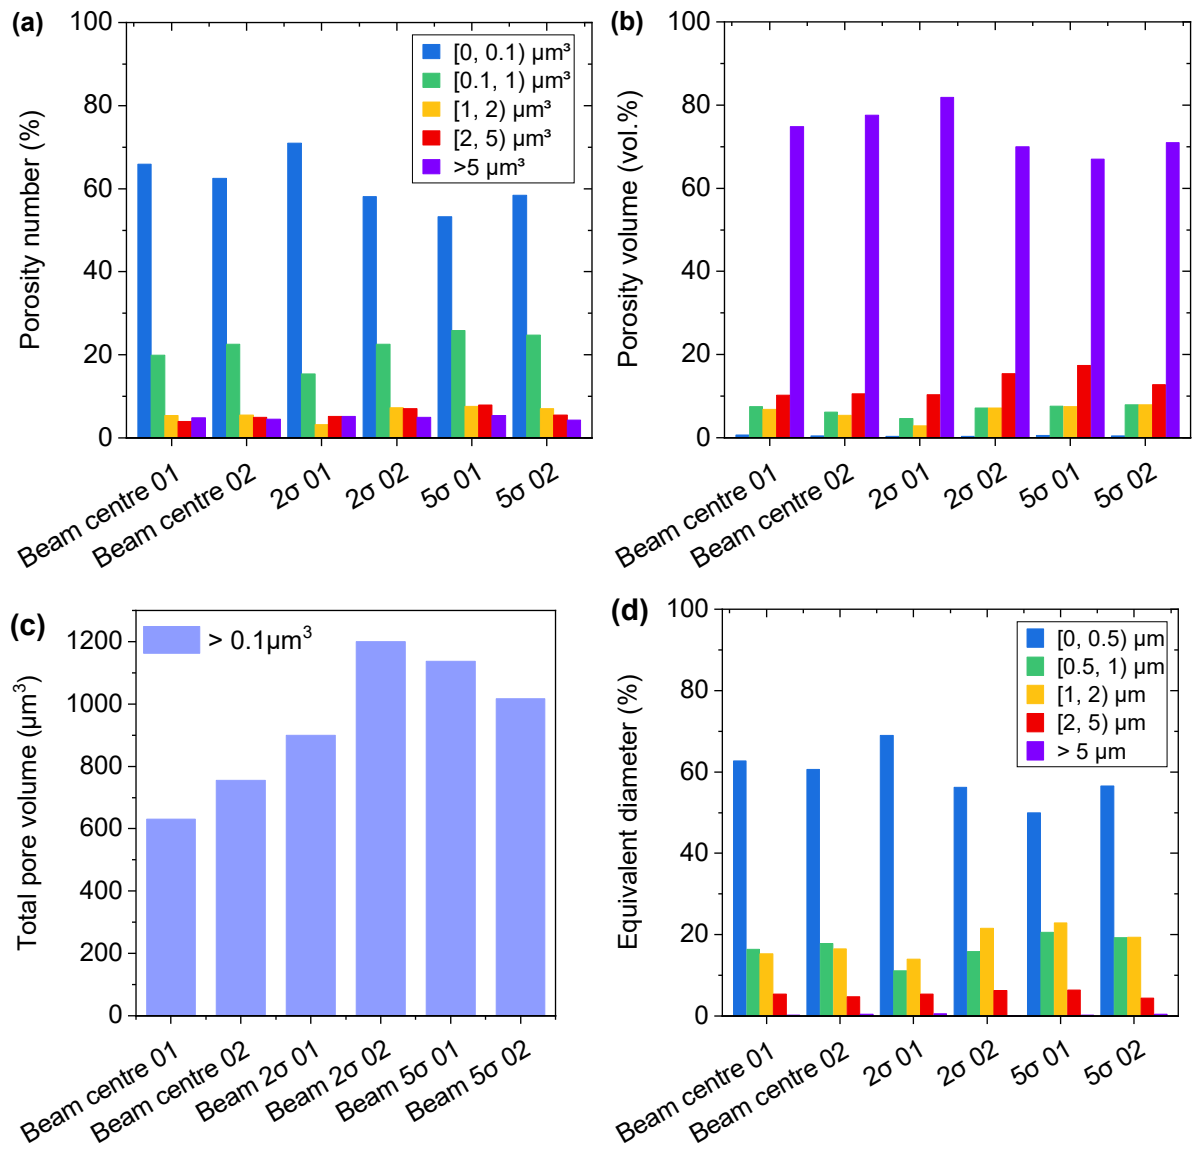 (a)
Porosity number (%)
100
80
60
40
20
0
[0, 0.1) µm³
[0.1, 1) µm³
[1, 2) µm³
[2, 5) µm³
>5 µm³
Beam centre 01
Beam centre 02
2σ 01
2σ 02
5σ 01
5σ 02
(b)
Porosity volume (vol.%)
100
80
60
40
20
0
Beam centre 01
Beam centre 02
2σ 01
2σ 02
5σ 01
5σ 02
(c)
Total pore volume (µm³)
1200
1000
800
600
400
200
0
> 0.1µm³
Beam centre 01
Beam centre 02
Beam 2σ 01
Beam 2σ 02
Beam 5σ 01
Beam 5σ 02
(d)
Equivalent diameter (%)
100
80
60
40
20
0
[0, 0.5) µm
[0.5, 1) µm
[1, 2) µm
[2, 5) µm
> 5 µm
Beam centre 01
Beam centre 02
2σ 01
2σ 02
5σ 01
5σ 02